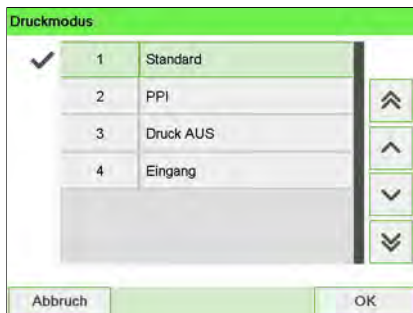 Druckmodus
1 Standard
2 PPI
3 Druck AUS
4 Eingang
Abbruch OK